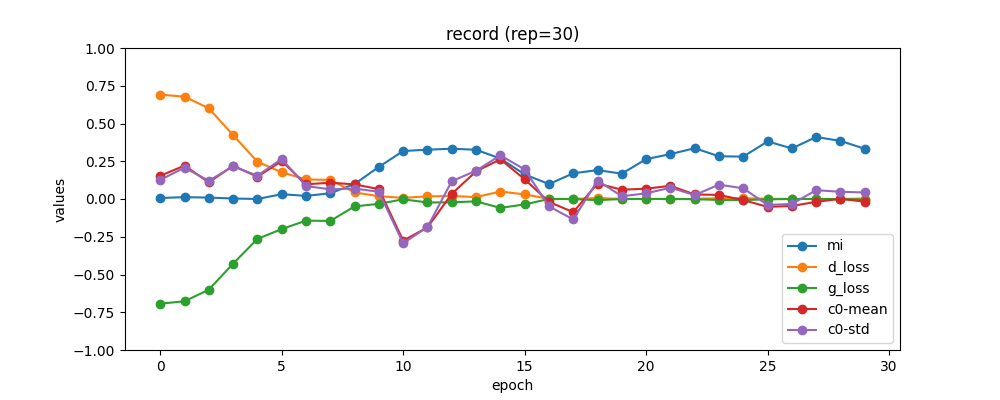 record (rep=30)
values
1.00
0.75
0.50
0.25
0.00
−0.25
−0.50
−0.75
−1.00
mi
d_loss
g_loss
c0-mean
c0-std
0 5 10 15 20 25 30
epoch